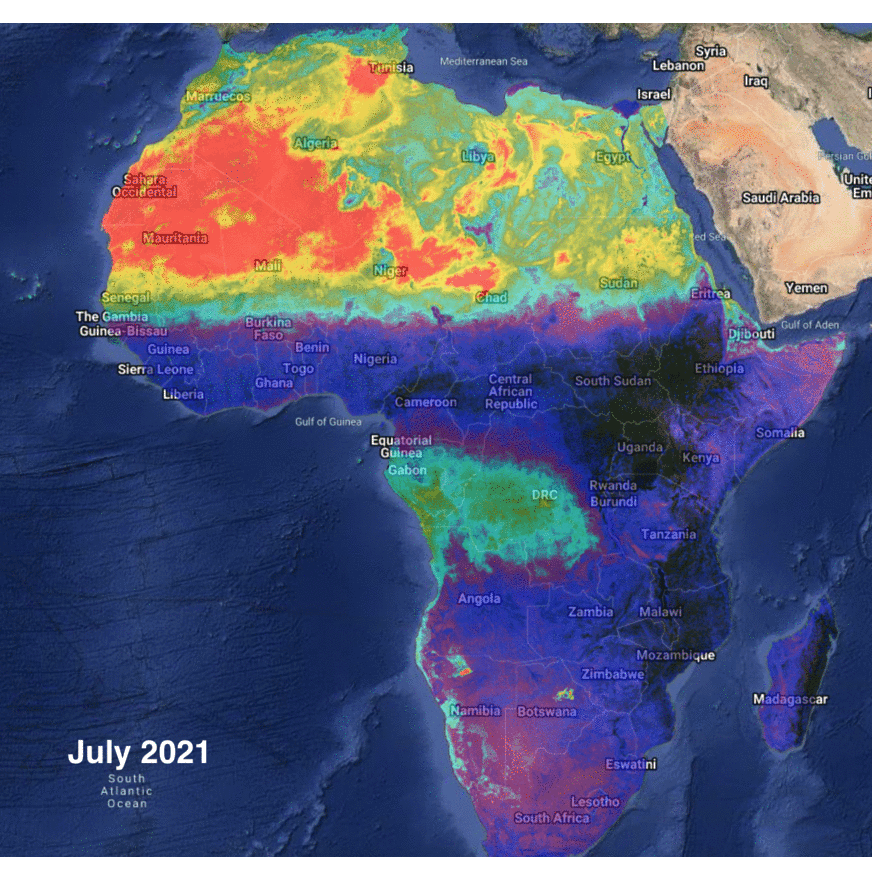 Syria
Lebanon
Mediterranean Sea
Tunisia
Iraq
Israel
Marruecos
Algeria
Libya
Egypt
Persian Gul
Sahara
Occidental
Unite
Em
Saudi Arabia
Mauritania
Red Sea
Mali
Niger
Sudan
Yemen
Senegal
Chad
Eritrea
The Gambia
Guinea-Bissau
Burkina
Faso
Djibouti
Gulf of Aden
Guinea
Benin
Nigeria
Sierra Leone
Togo
Ghana
Central
African
Republic
South Sudan
Ethiopia
Liberia
Cameroon
Gulf of Guinea
Equatorial
Guinea
Somalia
Uganda
Kenya
Gabon
DRC
Rwanda
Burundi
Tanzania
Angola
Zambia
Malawi
Mozambique
Zimbabwe
Madagascar
Namibia
Botswana
July 2021
Eswatini
South
Atlantic
Ocean
Lesotho
South Africa